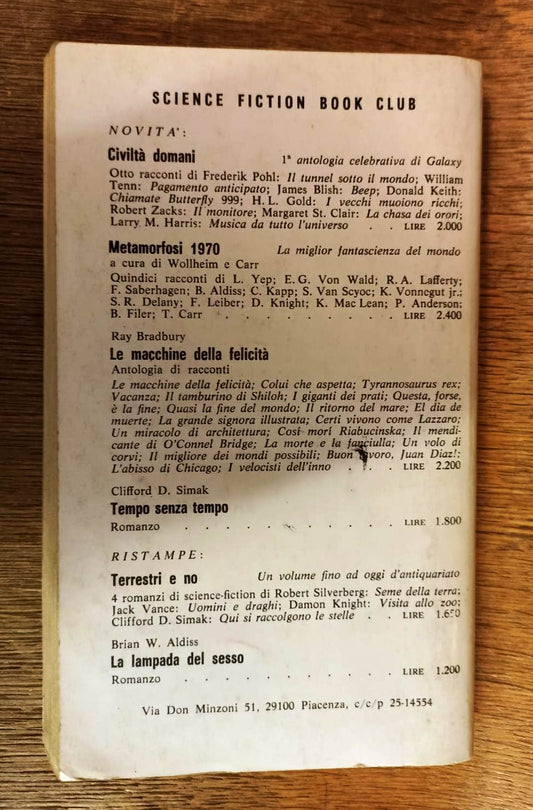 SCIENCE FICTION BOOK CLUB
NOVITA':
Civiltà domani 1ª antologia celebrativa di Galaxy
Otto racconti di Frederik Pohl: Il tunnel sotto il mondo; William
Tenn: Pagamento anticipato; James Blish: Beep; Donald Keith:
Chiamate Butterfly 999; H. L. Gold: I vecchi muoiono ricchi;
Robert Zacks: Il monitore; Margaret St. Clair: La chasa dei orori;
Larry M. Harris: Musica da tutto l'universo . . LIRE 2.000
Metamorfosi 1970 La miglior fantascienza del mondo
a cura di Wollheim e Carr
Quindici racconti di L. Yep; E. G. Von Wald; R. A. Lafferty;
F. Saberhagen; B. Aldiss; C. Kapp; S. Van Scyoc; K. Vonnegut jr.;
S. R. Delany; F. Leiber; D. Knight; K. Mac Lean; P. Anderson;
B. Filer; T. Carr . . . . . . . . LIRE 2.400
Ray Bradbury
Le macchine della felicità
Antologia di racconti
Le macchine della felicità; Colui che aspetta; Tyrannosaurus rex;
Vacanza; Il tamburino di Shiloh; I giganti dei prati; Questa, forse,
è la fine; Quasi la fine del mondo; Il ritorno del mare; El dia de
muerte; La grande signora illustrata; Certi vivono come Lazzaro;
Un miracolo di architettura; Così morí Riabucinska; Il mendi-
cante di O'Connel Bridge; La morte e la fanciulla; Un volo di
corvi; Il migliore dei mondi possibili; Buon lavoro, Juan Diaz!;
L'abisso di Chicago; I velocisti dell'inno . . . LIRE 2.200
Clifford D. Simak
Tempo senza tempo
Romanzo . . . . . . . . . . LIRE 1.800
RISTAMPE:
Terrestri e no Un volume fino ad oggi d'antiquariato
4 romanzi di science-fiction di Robert Silverberg: Seme della terra;
Jack Vance: Uomini e draghi; Damon Knight: Visita allo zoo;
Clifford D. Simak: Qui si raccolgono le stelle . . LIRE 1.650
Brian W. Aldiss
La lampada del sesso
Romanzo . . . . . . . . . . LIRE 1.200
Via Don Minzoni 51, 29100 Piacenza, c/c/p 25-14554